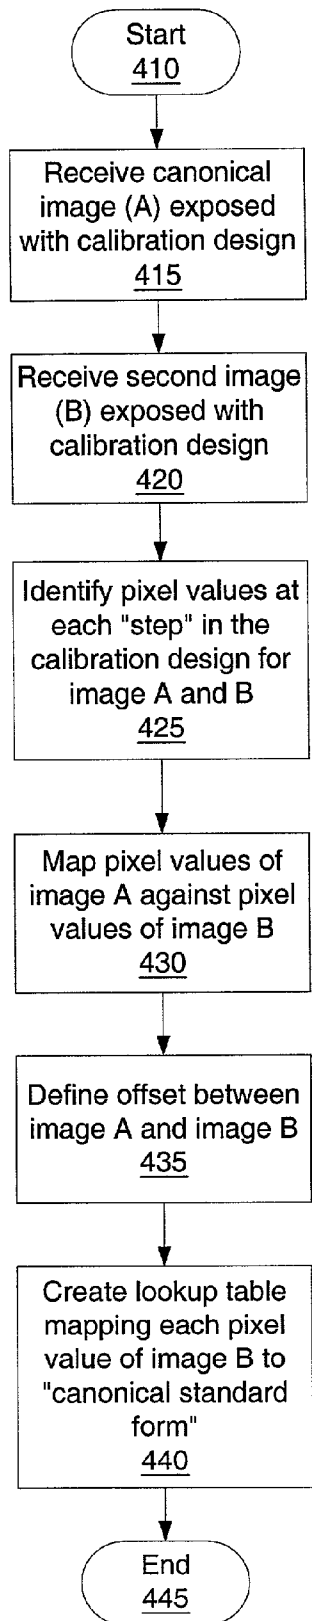 Start
410
Receive canonical
image (A) exposed
with calibration design
415
Receive second image
(B) exposed with
calibration design
420
Identify pixel values at
each "step" in the
calibration design for
image A and B
425
Map pixel values of
image A against pixel
values of image B
430
Define offset between
image A and image B
435
Create lookup table
mapping each pixel
value of image B to
"canonical standard
form"
440
End
445